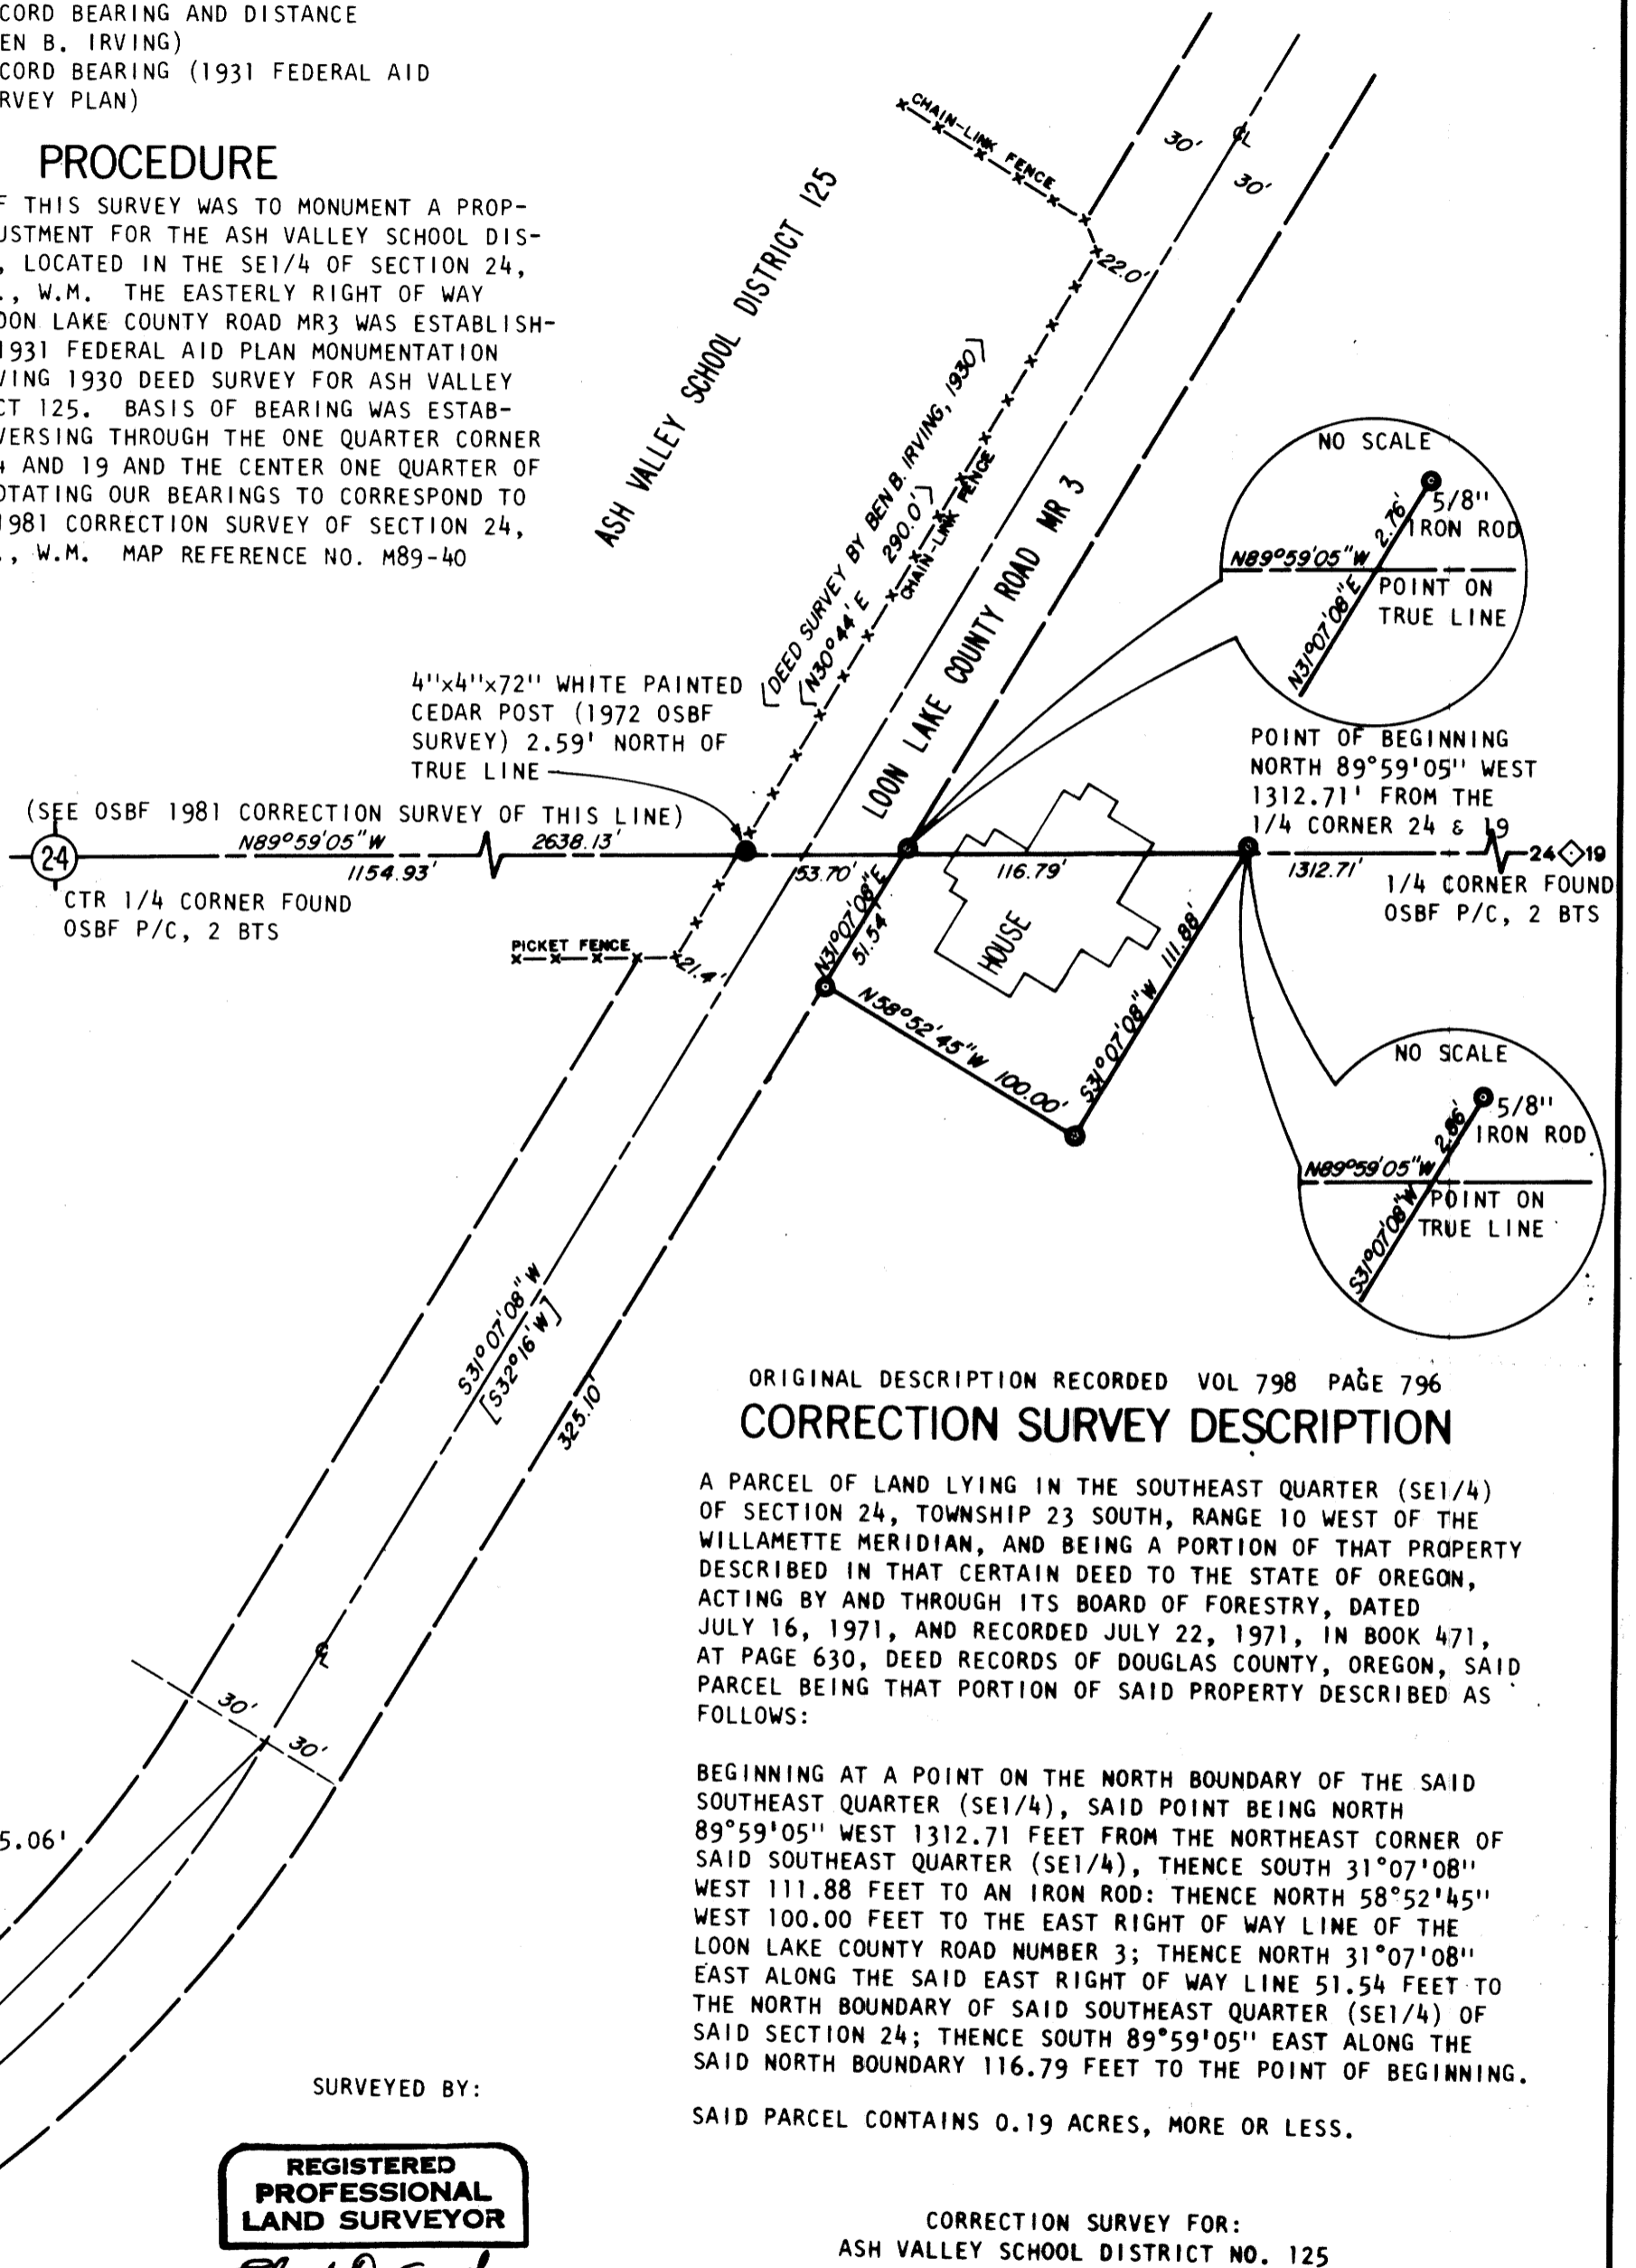 CORD BEARING AND DISTANCE
EN B. IRVING)
CORD BEARING (1931 FEDERAL AID
RVEY PLAN)
PROCEDURE
F THIS SURVEY WAS TO MONUMENT A PROP-
USTMENT FOR THE ASH VALLEY SCHOOL DIS-
, LOCATED IN THE SE1/4 OF SECTION 24,
., W.M. THE EASTERLY RIGHT OF WAY
OON LAKE COUNTY ROAD MR3 WAS ESTABLISH-
1931 FEDERAL AID PLAN MONUMENTATION
VING 1930 DEED SURVEY FOR ASH VALLEY
CT 125. BASIS OF BEARING WAS ESTAB-
VERSING THROUGH THE ONE QUARTER CORNER
4 AND 19 AND THE CENTER ONE QUARTER OF
OTATING OUR BEARINGS TO CORRESPOND TO
1981 CORRECTION SURVEY OF SECTION 24,
., W.M. MAP REFERENCE NO. M89-40
CHAIN-LINK FENCE
30'
℄
30'
22.0'
ASH VALLEY SCHOOL DISTRICT 125
[DEED SURVEY BY BEN B. IRVING, 1930]
[N30°44'E 290.0']
CHAIN-LINK FENCE
LOON LAKE COUNTY ROAD MR 3
NO SCALE
5/8"
IRON ROD
2.76'
N89°59'05"W
POINT ON
TRUE LINE
N31°07'08"E
4"x4"x72" WHITE PAINTED
CEDAR POST (1972 OSBF
SURVEY) 2.59' NORTH OF
TRUE LINE
POINT OF BEGINNING
NORTH 89°59'05" WEST
1312.71' FROM THE
1/4 CORNER 24 & 19
(SEE OSBF 1981 CORRECTION SURVEY OF THIS LINE)
24
N89°59'05"W 2638.13'
1154.93'
53.70'
116.79'
1312.71'
24 19
CTR 1/4 CORNER FOUND
OSBF P/C, 2 BTS
1/4 CORNER FOUND
OSBF P/C, 2 BTS
PICKET FENCE
21.4'
N31°07'08"E
51.54'
HOUSE
S31°07'08"W 111.88'
N58°52'45"W 100.00'
NO SCALE
5/8"
IRON ROD
2.86'
N89°59'05"W
POINT ON
TRUE LINE
S31°07'08"W
S31°07'08"W
[S32°16'W]
325.10'
℄
30'
30'
5.06'
ORIGINAL DESCRIPTION RECORDED VOL 798 PAGE 796
CORRECTION SURVEY DESCRIPTION
A PARCEL OF LAND LYING IN THE SOUTHEAST QUARTER (SE1/4)
OF SECTION 24, TOWNSHIP 23 SOUTH, RANGE 10 WEST OF THE
WILLAMETTE MERIDIAN, AND BEING A PORTION OF THAT PROPERTY
DESCRIBED IN THAT CERTAIN DEED TO THE STATE OF OREGON,
ACTING BY AND THROUGH ITS BOARD OF FORESTRY, DATED
JULY 16, 1971, AND RECORDED JULY 22, 1971, IN BOOK 471,
AT PAGE 630, DEED RECORDS OF DOUGLAS COUNTY, OREGON, SAID
PARCEL BEING THAT PORTION OF SAID PROPERTY DESCRIBED AS
FOLLOWS:
BEGINNING AT A POINT ON THE NORTH BOUNDARY OF THE SAID
SOUTHEAST QUARTER (SE1/4), SAID POINT BEING NORTH
89°59'05" WEST 1312.71 FEET FROM THE NORTHEAST CORNER OF
SAID SOUTHEAST QUARTER (SE1/4), THENCE SOUTH 31°07'08"
WEST 111.88 FEET TO AN IRON ROD: THENCE NORTH 58°52'45"
WEST 100.00 FEET TO THE EAST RIGHT OF WAY LINE OF THE
LOON LAKE COUNTY ROAD NUMBER 3; THENCE NORTH 31°07'08"
EAST ALONG THE SAID EAST RIGHT OF WAY LINE 51.54 FEET TO
THE NORTH BOUNDARY OF SAID SOUTHEAST QUARTER (SE1/4) OF
SAID SECTION 24; THENCE SOUTH 89°59'05" EAST ALONG THE
SAID NORTH BOUNDARY 116.79 FEET TO THE POINT OF BEGINNING.
SAID PARCEL CONTAINS 0.19 ACRES, MORE OR LESS.
SURVEYED BY:
REGISTERED
PROFESSIONAL
LAND SURVEYOR
CORRECTION SURVEY FOR:
ASH VALLEY SCHOOL DISTRICT NO. 125